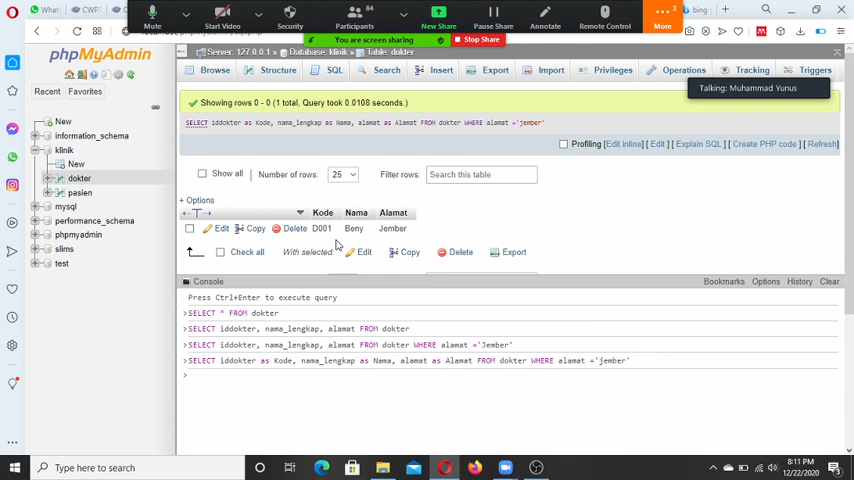 Whats
CWP
C
bing
3
84
Mute
Start Video
Security
Participants
New Share
Pause Share
Annotate
Remote Control
More
You are screen sharing
Stop Share
phpMyAdmin
Server: 127.0.0.1 » Database: klinik » Table: dokter
Browse Structure SQL Search Insert Export Import Privileges Operations Tracking Triggers
Talking: Muhammad Yunus
Recent Favorites
New
information_schema
klinik
New
dokter
pasien
mysql
performance_schema
phpmyadmin
slims
test
Showing rows 0 - 0 (1 total, Query took 0.0108 seconds.)
SELECT iddokter as Kode, nama_lengkap as Nama, alamat as Alamat FROM dokter WHERE alamat ='jember'
Profiling [Edit inline] [ Edit ] [ Explain SQL ] [ Create PHP code ] [ Refresh]
Show all Number of rows: 25 Filter rows: Search this table
+ Options
←T→ Kode Nama Alamat
Edit Copy Delete D001 Beny Jember
Check all With selected: Edit Copy Delete Export
Console Bookmarks Options History Clear
Press Ctrl+Enter to execute query
>SELECT * FROM dokter
>SELECT iddokter, nama_lengkap, alamat FROM dokter
>SELECT iddokter, nama_lengkap, alamat FROM dokter WHERE alamat ='Jember'
>SELECT iddokter as Kode, nama_lengkap as Nama, alamat as Alamat FROM dokter WHERE alamat ='jember'
>
Type here to search
8:11 PM
12/22/2020
3